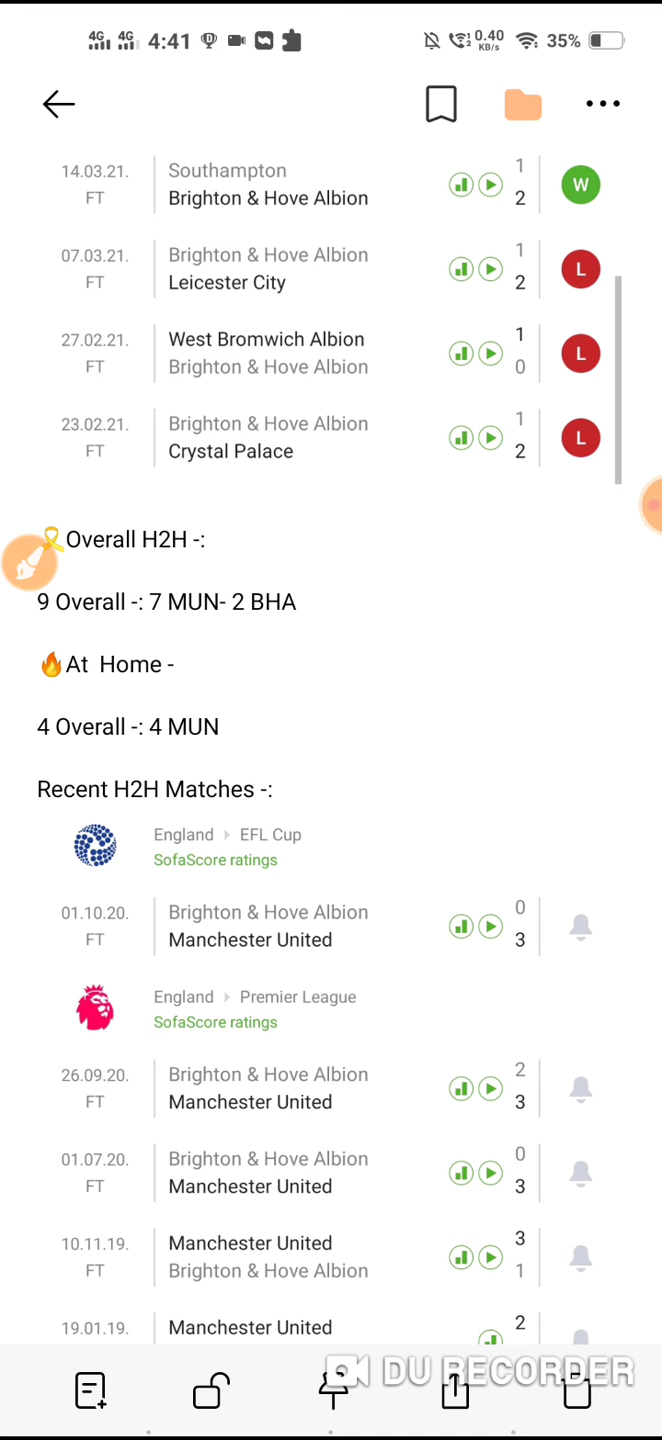 4G 4G 4:41 0.40 KB/s 35%
14.03.21. Southampton 1
FT Brighton & Hove Albion 2 W
07.03.21. Brighton & Hove Albion 1
FT Leicester City 2 L
27.02.21. West Bromwich Albion 1
FT Brighton & Hove Albion 0 L
23.02.21. Brighton & Hove Albion 1
FT Crystal Palace 2 L
🎗Overall H2H -:
9 Overall -: 7 MUN- 2 BHA
🔥At  Home -
4 Overall -: 4 MUN
Recent H2H Matches -:
England EFL Cup
SofaScore ratings
01.10.20. Brighton & Hove Albion 0
FT Manchester United 3
England Premier League
SofaScore ratings
26.09.20. Brighton & Hove Albion 2
FT Manchester United 3
01.07.20. Brighton & Hove Albion 0
FT Manchester United 3
10.11.19. Manchester United 3
FT Brighton & Hove Albion 1
19.01.19. Manchester United 2
DU RECORDER